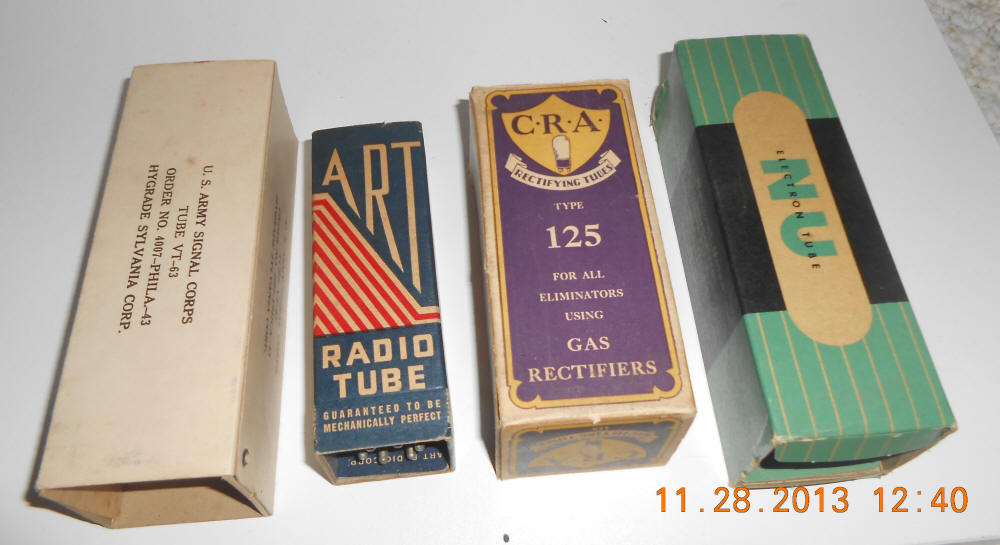 U. S. ARMY SIGNAL CORPS
TUBE VT-63
ORDER NO. 4007-PHILA.-43
HYGRADE SYLVANIA CORP.
ART
RADIO
TUBE
GUARANTEED TO BE
MECHANICALLY PERFECT
C·R·A·
RECTIFYING TUBES
TYPE
125
FOR ALL
ELIMINATORS
USING
GAS
RECTIFIERS
NU
ELECTRON TUBE
11.28.2013 12:40